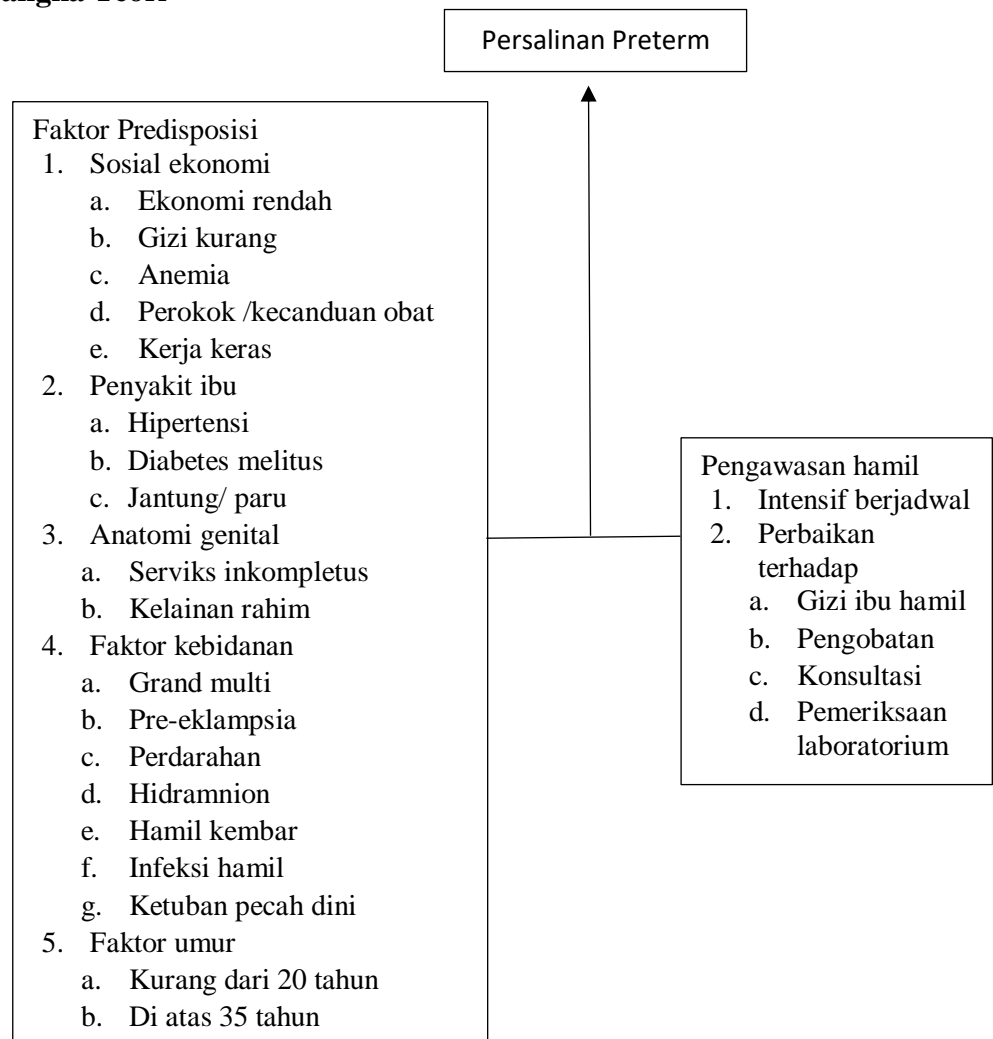 Persalinan Preterm
Faktor Predisposisi
1. Sosial ekonomi
a. Ekonomi rendah
b. Gizi kurang
c. Anemia
d. Perokok /kecanduan obat
e. Kerja keras
2. Penyakit ibu
a. Hipertensi
b. Diabetes melitus
c. Jantung/ paru
3. Anatomi genital
a. Serviks inkompletus
b. Kelainan rahim
4. Faktor kebidanan
a. Grand multi
b. Pre-eklampsia
c. Perdarahan
d. Hidramnion
e. Hamil kembar
f. Infeksi hamil
g. Ketuban pecah dini
5. Faktor umur
a. Kurang dari 20 tahun
b. Di atas 35 tahun
Pengawasan hamil
1. Intensif berjadwal
2. Perbaikan
terhadap
a. Gizi ibu hamil
b. Pengobatan
c. Konsultasi
d. Pemeriksaan
laboratorium